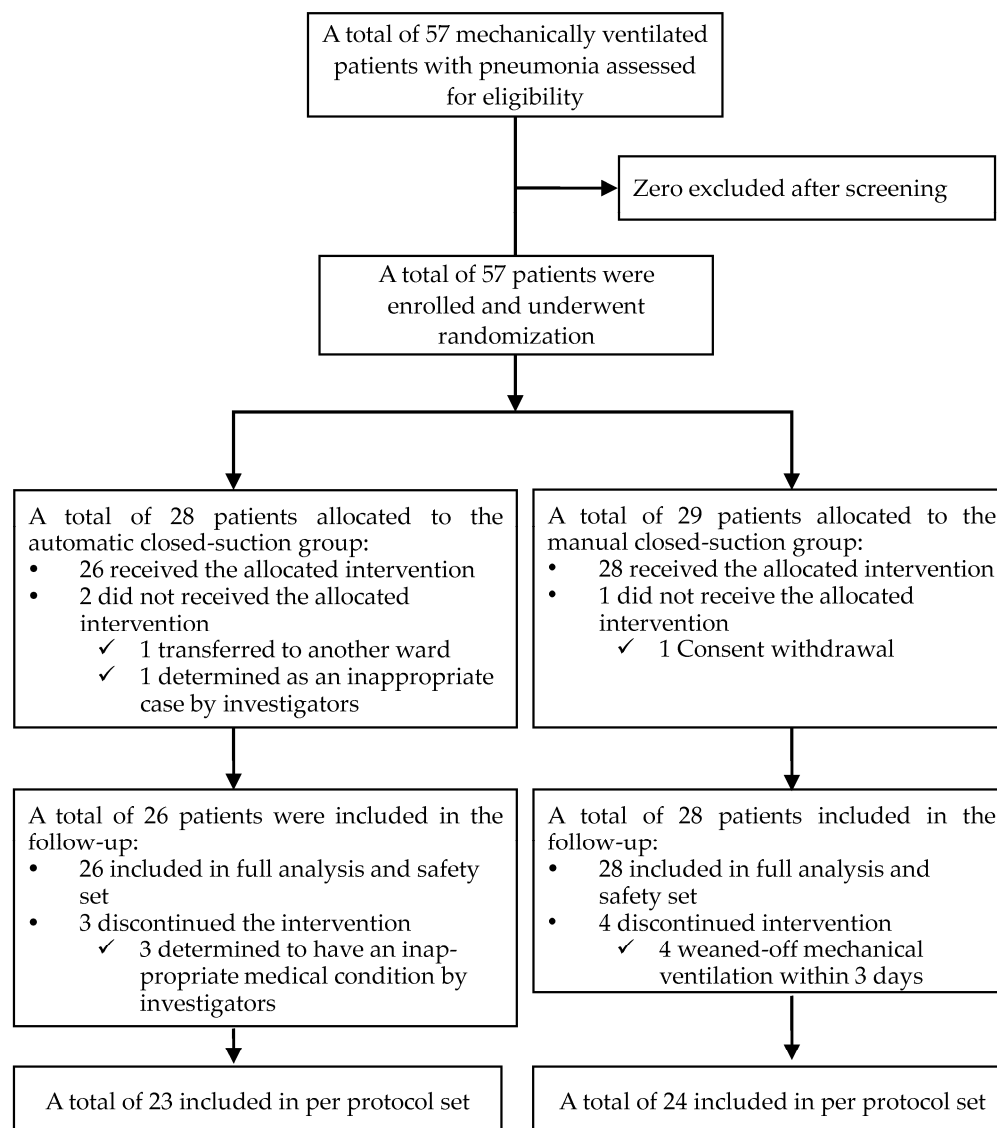 A total of 57 mechanically ventilated
patients with pneumonia assessed
for eligibility
Zero excluded after screening
A total of 57 patients were
enrolled and underwent
randomization
A total of 28 patients allocated to the
automatic closed-suction group:
• 26 received the allocated intervention
• 2 did not received the allocated
intervention
✓ 1 transferred to another ward
✓ 1 determined as an inappropriate
case by investigators
A total of 29 patients allocated to the
manual closed-suction group:
• 28 received the allocated intervention
• 1 did not receive the allocated
intervention
✓ 1 Consent withdrawal
A total of 26 patients were included in the
follow-up:
• 26 included in full analysis and safety
set
• 3 discontinued the intervention
✓ 3 determined to have an inap-
propriate medical condition by
investigators
A total of 28 patients included in the
follow-up:
• 28 included in full analysis and
safety set
• 4 discontinued intervention
✓ 4 weaned-off mechanical
ventilation within 3 days
A total of 23 included in per protocol set
A total of 24 included in per protocol set